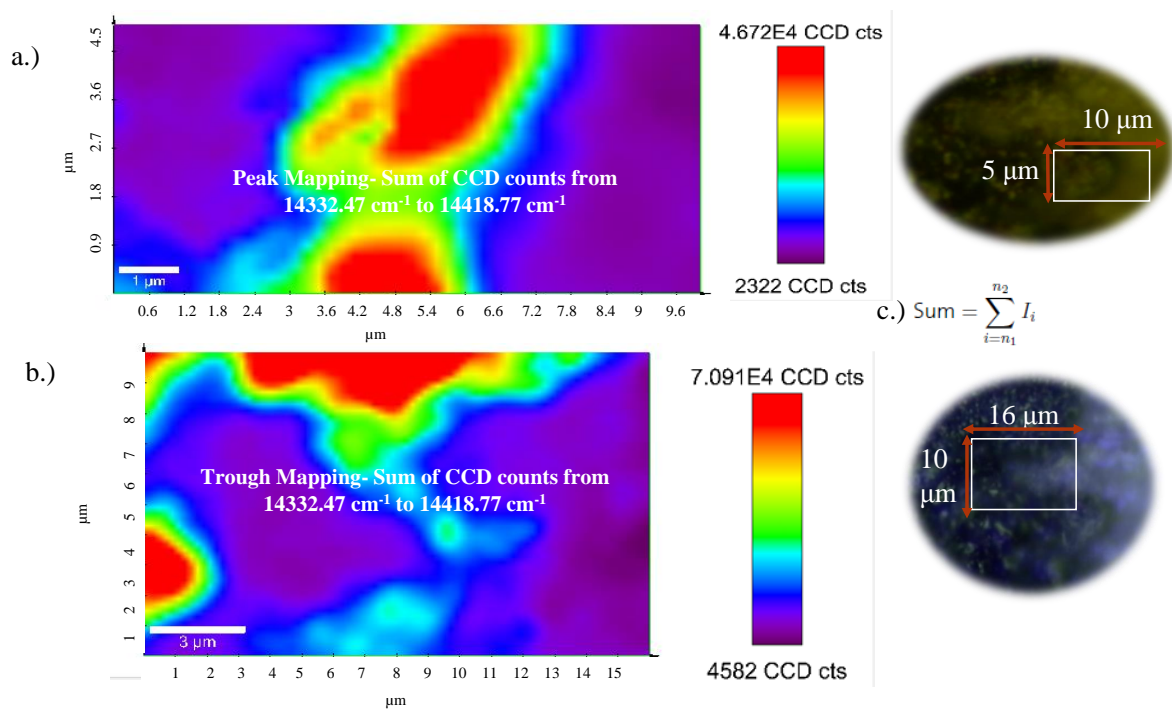 a.)
4.5
3.6
2.7
1.8
0.9
µm
Peak Mapping- Sum of CCD counts from
14332.47 cm⁻¹ to 14418.77 cm⁻¹
1 µm
0.6 1.2 1.8 2.4 3 3.6 4.2 4.8 5.4 6 6.6 7.2 7.8 8.4 9 9.6
µm
4.672E4 CCD cts
2322 CCD cts
10 µm
5 µm
c.) Sum = \sum_{i=n_1}^{n_2} I_i
b.)
9
8
7
6
5
4
3
2
1
µm
Trough Mapping- Sum of CCD counts from
14332.47 cm⁻¹ to 14418.77 cm⁻¹
3 µm
1 2 3 4 5 6 7 8 9 10 11 12 13 14 15
µm
7.091E4 CCD cts
4582 CCD cts
16 µm
10
µm